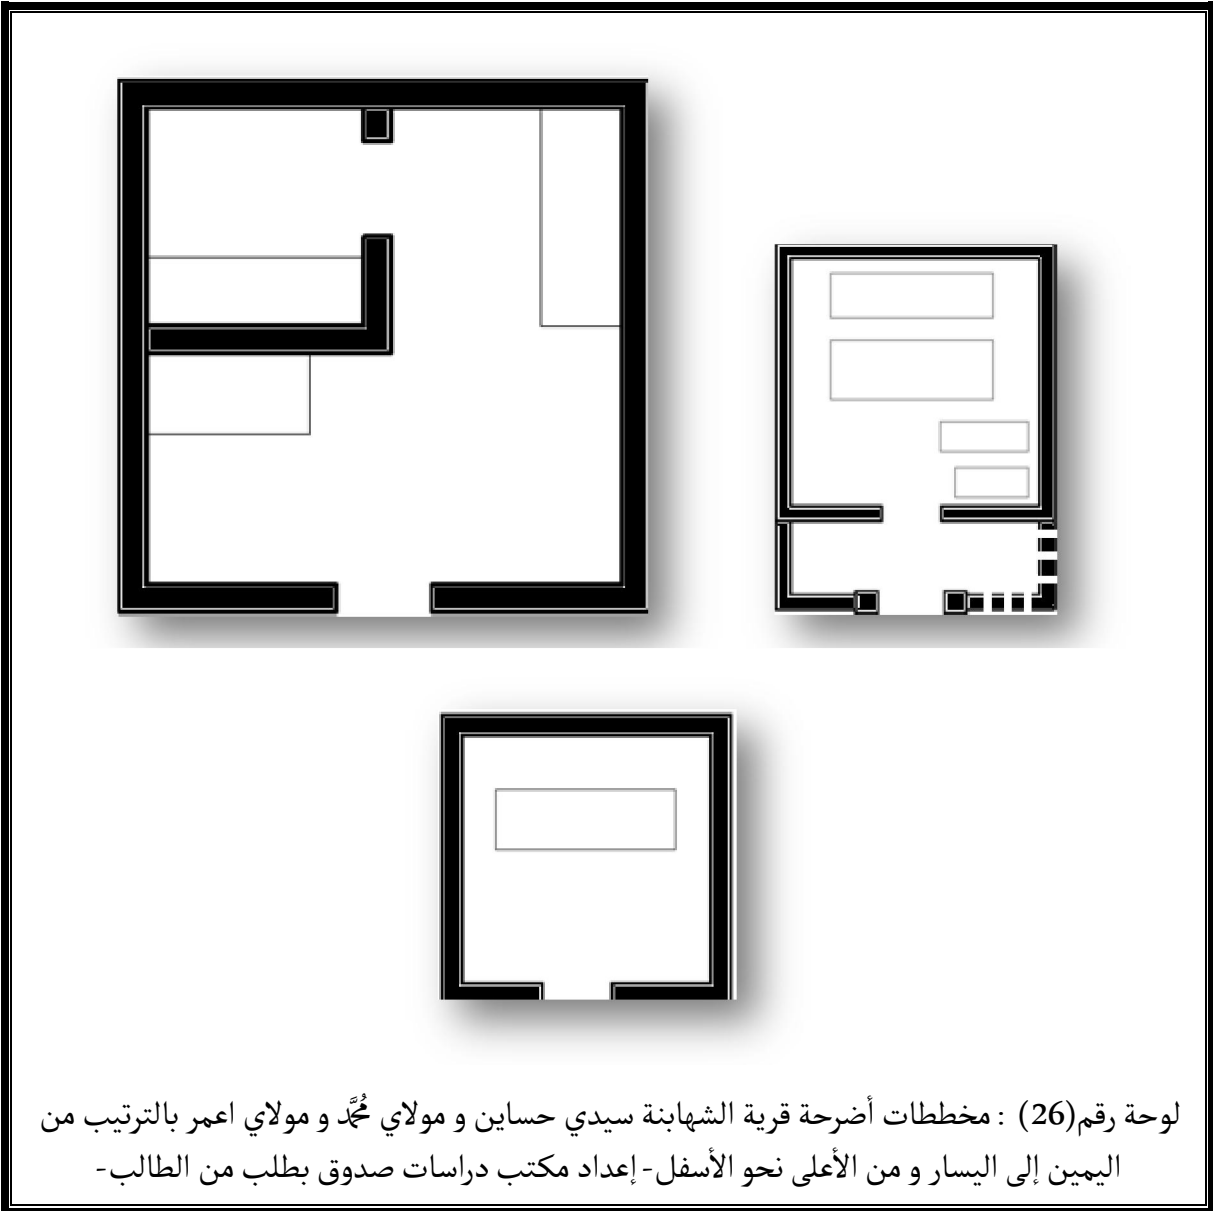 لوحة رقم(26) : مخططات أضرحة قرية الشهابنة سيدي حساين و مولاي مُحَمَّد و مولاي اعمر بالترتيب من
اليمين إلى اليسار و من الأعلى نحو الأسفل- إعداد مكتب دراسات صدوق بطلب من الطالب-